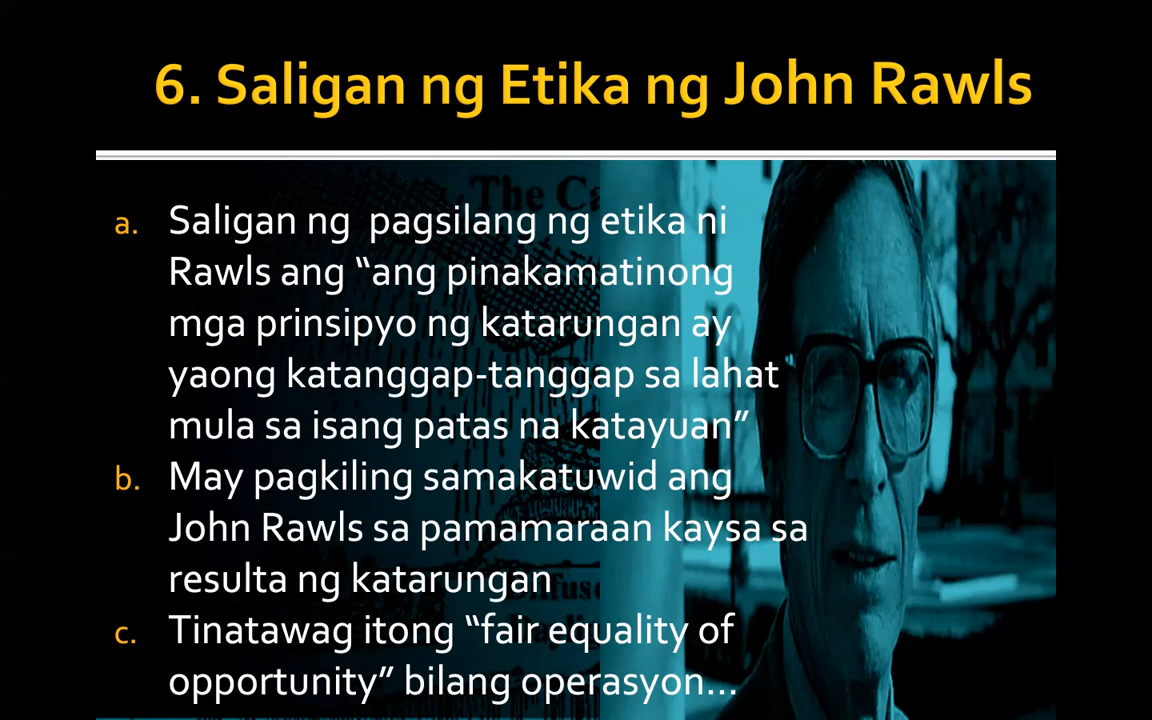 6. Saligan ng Etika ng John Rawls
The Ca
a. Saligan ng pagsilang ng etika ni
Rawls ang “ang pinakamatinong
mga prinsipyo ng katarungan ay
yaong katanggap-tanggap sa lahat
mula sa isang patas na katayuan”
b. May pagkiling samakatuwid ang
John Rawls sa pamamaraan kaysa sa
resulta ng katarungan
c. Tinatawag itong “fair equality of
opportunity” bilang operasyon...